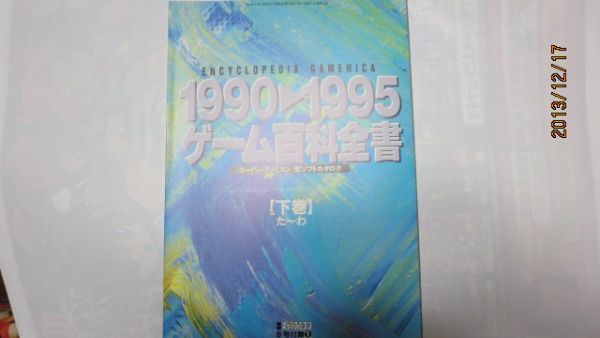 ENCYCLOPEDIA GAMENICA
1990▶1995
ゲーム百科全書
スーパーファミコン 全ソフトカタログ
[下巻]
た～わ
2013/12/17